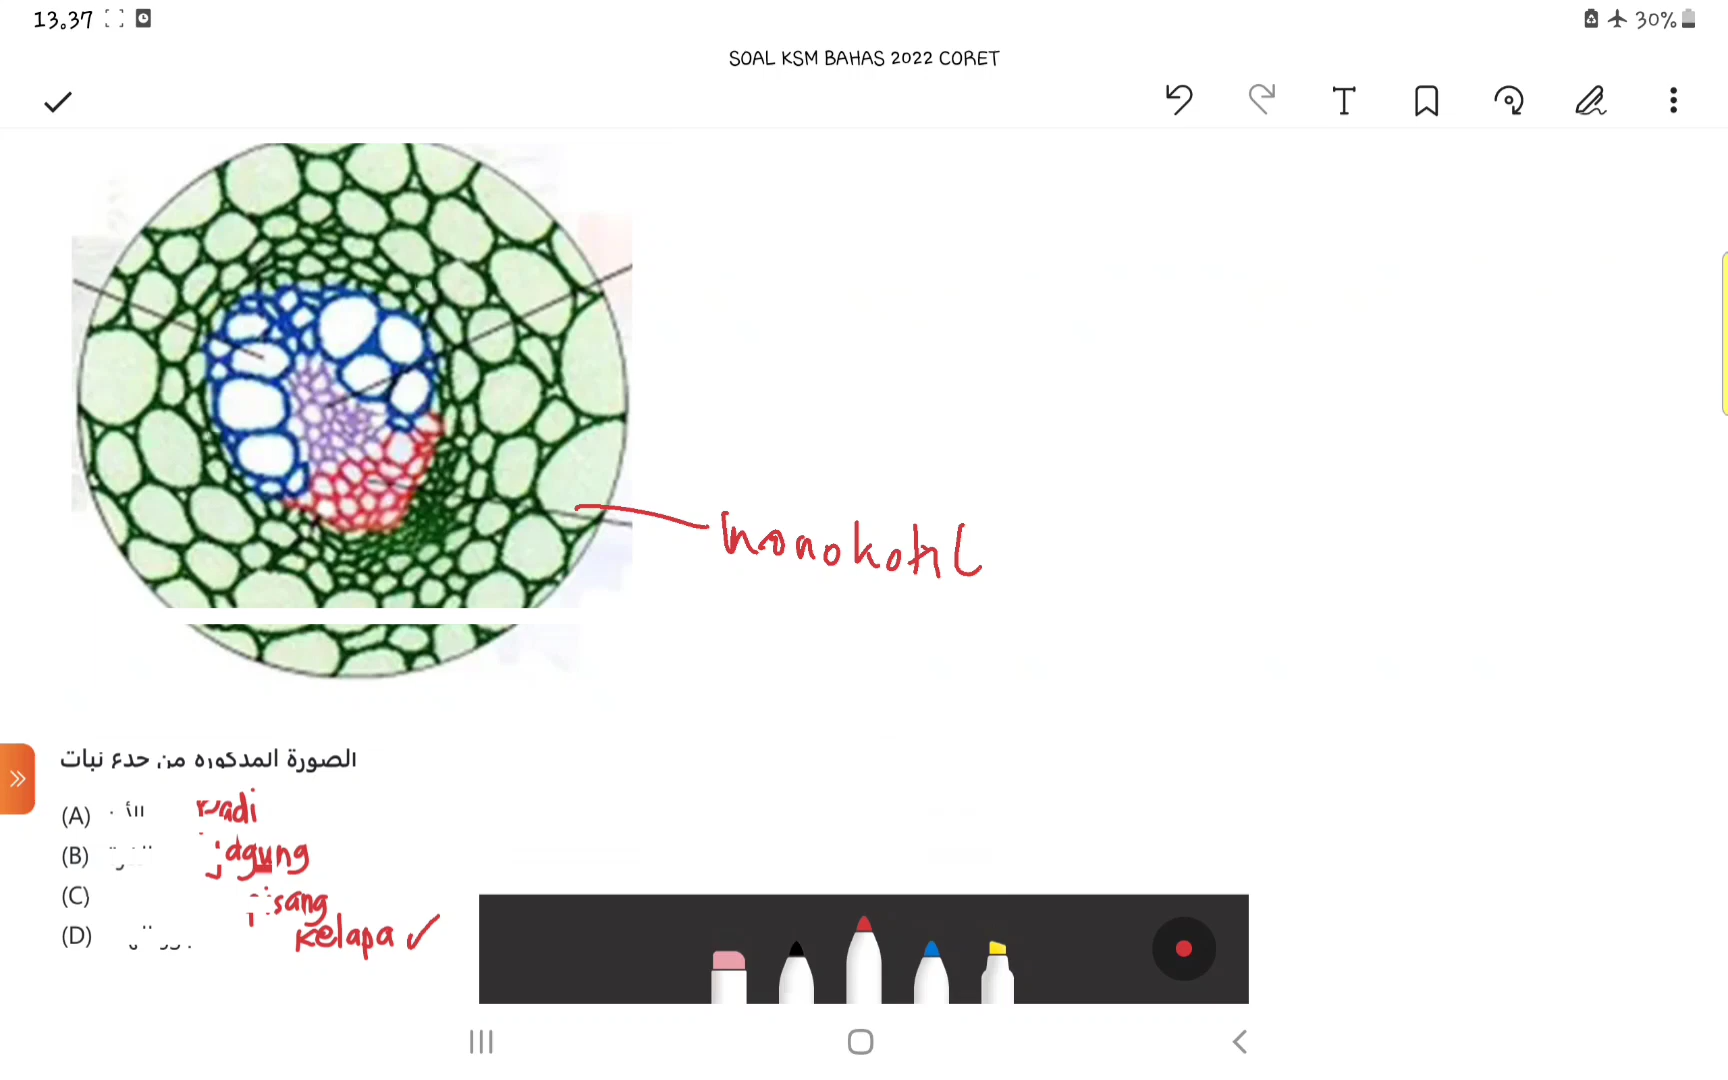 13.37
30%
SOAL KSM BAHAS 2022 CORET
T
monokotil
الصورة المذكورة من جذع نبات
(A) padi
(B) jagung
(C) pisang
(D) kelapa ✓